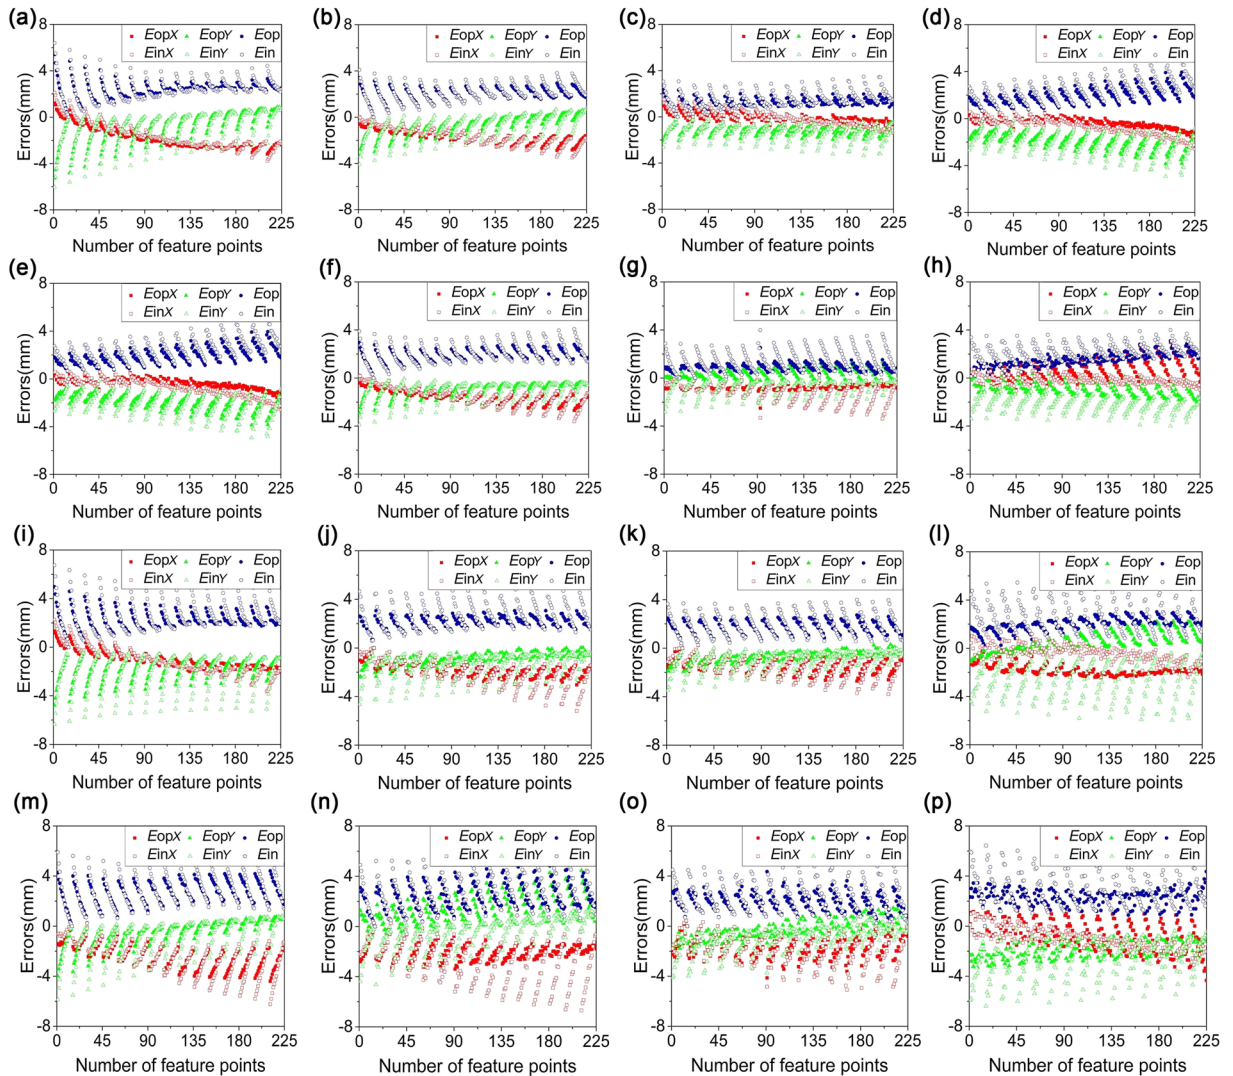 (a)
8
4
0
-4
-8
Errors(mm)
EopX EopY Eop
EinX EinY Ein
0 45 90 135 180 225
Number of feature points
(b)
8
4
0
-4
-8
Errors(mm)
EopX EopY Eop
EinX EinY Ein
0 45 90 135 180 225
Number of feature points
(c)
8
4
0
-4
-8
Errors(mm)
EopX EopY Eop
EinX EinY Ein
0 45 90 135 180 225
Number of feature points
(d)
8
4
0
-4
-8
Errors(mm)
EopX EopY Eop
EinX EinY Ein
0 45 90 135 180 225
Number of feature points
(e)
8
4
0
-4
-8
Errors(mm)
EopX EopY Eop
EinX EinY Ein
0 45 90 135 180 225
Number of feature points
(f)
8
4
0
-4
-8
Errors(mm)
EopX EopY Eop
EinX EinY Ein
0 45 90 135 180 225
Number of feature points
(g)
8
4
0
-4
-8
Errors(mm)
EopX EopY Eop
EinX EinY Ein
0 45 90 135 180 225
Number of feature points
(h)
8
4
0
-4
-8
Errors(mm)
EopX EopY Eop
EinX EinY Ein
0 45 90 135 180 225
Number of feature points
(i)
8
4
0
-4
-8
Errors(mm)
EopX EopY Eop
EinX EinY Ein
0 45 90 135 180 225
Number of feature points
(j)
8
4
0
-4
-8
Errors(mm)
EopX EopY Eop
EinX EinY Ein
0 45 90 135 180 225
Number of feature points
(k)
8
4
0
-4
-8
Errors(mm)
EopX EopY Eop
EinX EinY Ein
0 45 90 135 180 225
Number of feature points
(l)
8
4
0
-4
-8
Errors(mm)
EopX EopY Eop
EinX EinY Ein
0 45 90 135 180 225
Number of feature points
(m)
8
4
0
-4
-8
Errors(mm)
EopX EopY Eop
EinX EinY Ein
0 45 90 135 180 225
Number of feature points
(n)
8
4
0
-4
-8
Errors(mm)
EopX EopY Eop
EinX EinY Ein
0 45 90 135 180 225
Number of feature points
(o)
8
4
0
-4
-8
Errors(mm)
EopX EopY Eop
EinX EinY Ein
0 45 90 135 180 225
Number of feature points
(p)
8
4
0
-4
-8
Errors(mm)
EopX EopY Eop
EinX EinY Ein
0 45 90 135 180 225
Number of feature points